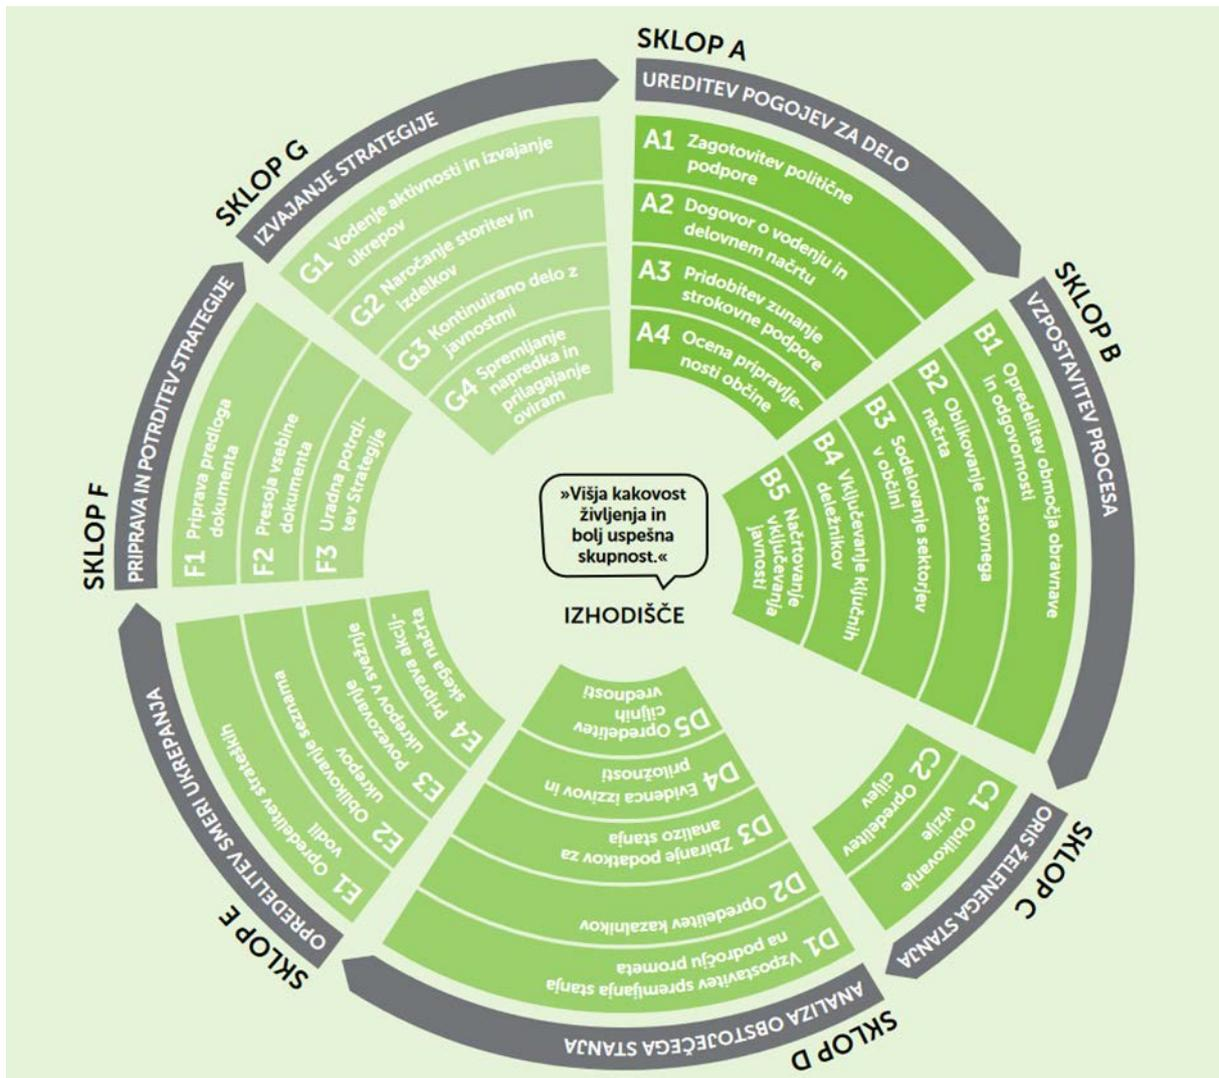 SKLOP A
UREDITEV POGOJEV ZA DELO
A1 Zagotovitev politične
podpore
A2 Dogovor o vodenju in
delovnem načrtu
A3 Pridobitev zunanje
strokovne podpore
A4 Ocena pripravlje-
nosti občine
SKLOP B
VZPOSTAVITEV PROCESA
B1 Opredelitev območja obravnave
in odgovornosti
B2 Oblikovanje časovnega
načrta
B3 Sodelovanje sektorjev
v občini
B4 Vključevanje ključnih
deležnikov
B5 Načrtovanje
vključevanja
javnosti
SKLOP C
ORIS ŽELENEGA STANJA
C1 Oblikovanje
vizije
C2 Opredelitev
ciljev
SKLOP D
ANALIZA OBSTOJEČEGA STANJA
D1 Vzpostavitev spremljanja stanja
na področju prometa
D2 Opredelitev kazalnikov
D3 Zbiranje podatkov za
analizo stanja
D4 Evidenca izzivov in
priložnosti
D5 Opredelitev
ciljnih
vrednosti
SKLOP E
OPREDELITEV SMERI UKREPANJA
E1 Opredelitev strateških
vodil
E2 Oblikovanje seznama
ukrepov
E3 Povezovanje
ukrepov v svežnje
E4 Priprava akcij-
skega načrta
SKLOP F
PRIPRAVA IN POTRDITEV STRATEGIJE
F1 Priprava predloga
dokumenta
F2 Presoja vsebine
dokumenta
F3 Uradna potrdi-
tev Strategije
SKLOP G
IZVAJANJE STRATEGIJE
G1 Vodenje aktivnosti in izvajanje
ukrepov
G2 Naročanje storitev in
izdelkov
G3 Kontinuirano delo z
javnostmi
G4 Spremljanje
napredka in
prilagajanje
oviram
»Višja kakovost
življenja in
bolj uspešna
skupnost.«
IZHODIŠČE